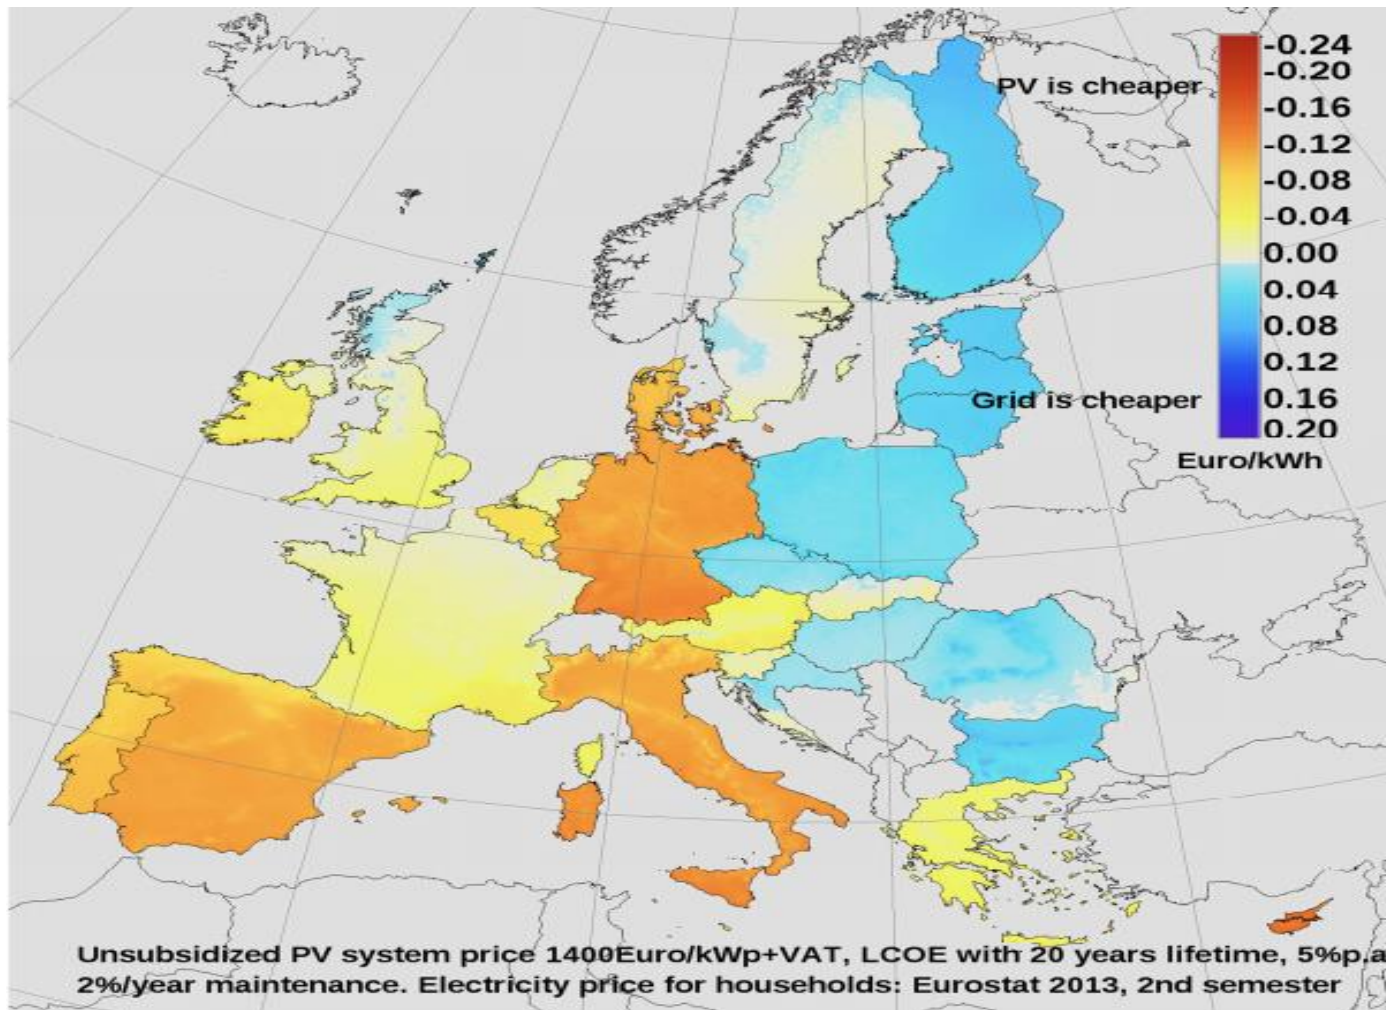 PV is cheaper
-0.24
-0.20
-0.16
-0.12
-0.08
-0.04
0.00
0.04
0.08
0.12
0.16
0.20
Grid is cheaper
Euro/kWh
Unsubsidized PV system price 1400Euro/kWp+VAT, LCOE with 20 years lifetime, 5%p.a
2%/year maintenance. Electricity price for households: Eurostat 2013, 2nd semester